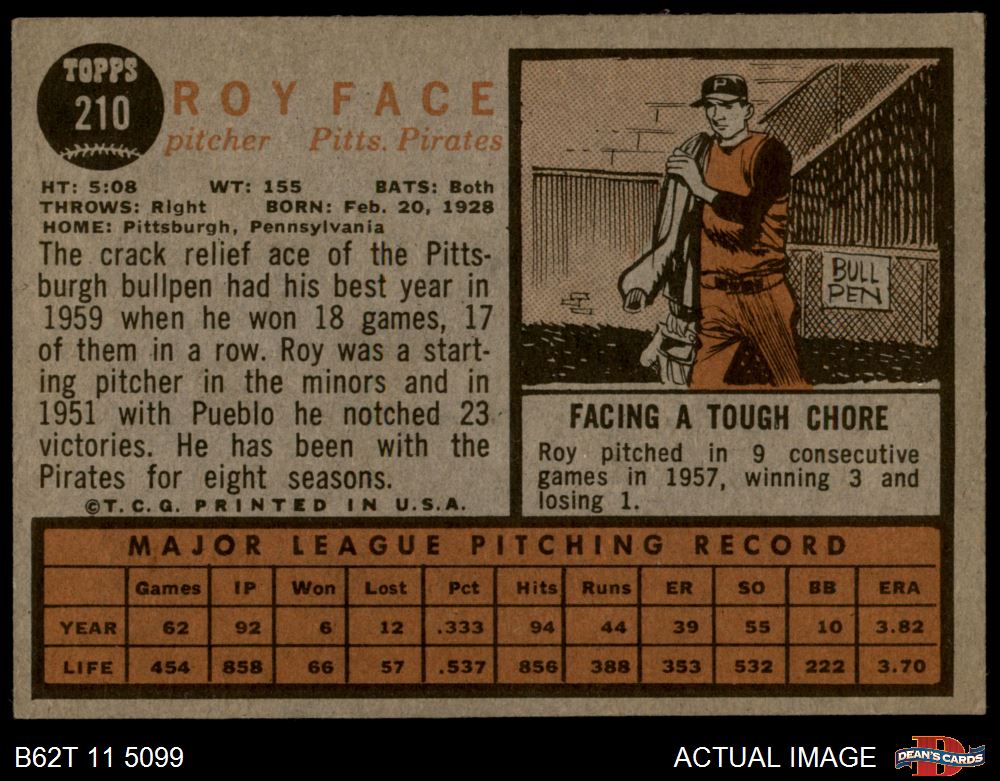 TOPPS
210
ROY FACE
pitcher Pitts. Pirates
HT: 5:08 WT: 155 BATS: Both
THROWS: Right BORN: Feb. 20, 1928
HOME: Pittsburgh, Pennsylvania
The crack relief ace of the Pitts-
burgh bullpen had his best year in
1959 when he won 18 games, 17
of them in a row. Roy was a start-
ing pitcher in the minors and in
1951 with Pueblo he notched 23
victories. He has been with the
Pirates for eight seasons.
©T.C.G. PRINTED IN U.S.A.
P
BULL
PEN
FACING A TOUGH CHORE
Roy pitched in 9 consecutive
games in 1957, winning 3 and
losing 1.
MAJOR LEAGUE PITCHING RECORD
Games IP Won Lost Pct Hits Runs ER SO BB ERA
YEAR 62 92 6 12 .333 94 44 39 55 10 3.82
LIFE 454 858 66 57 .537 856 388 353 532 222 3.70
B62T 11 5099
ACTUAL IMAGE
D
DEAN'S CARDS